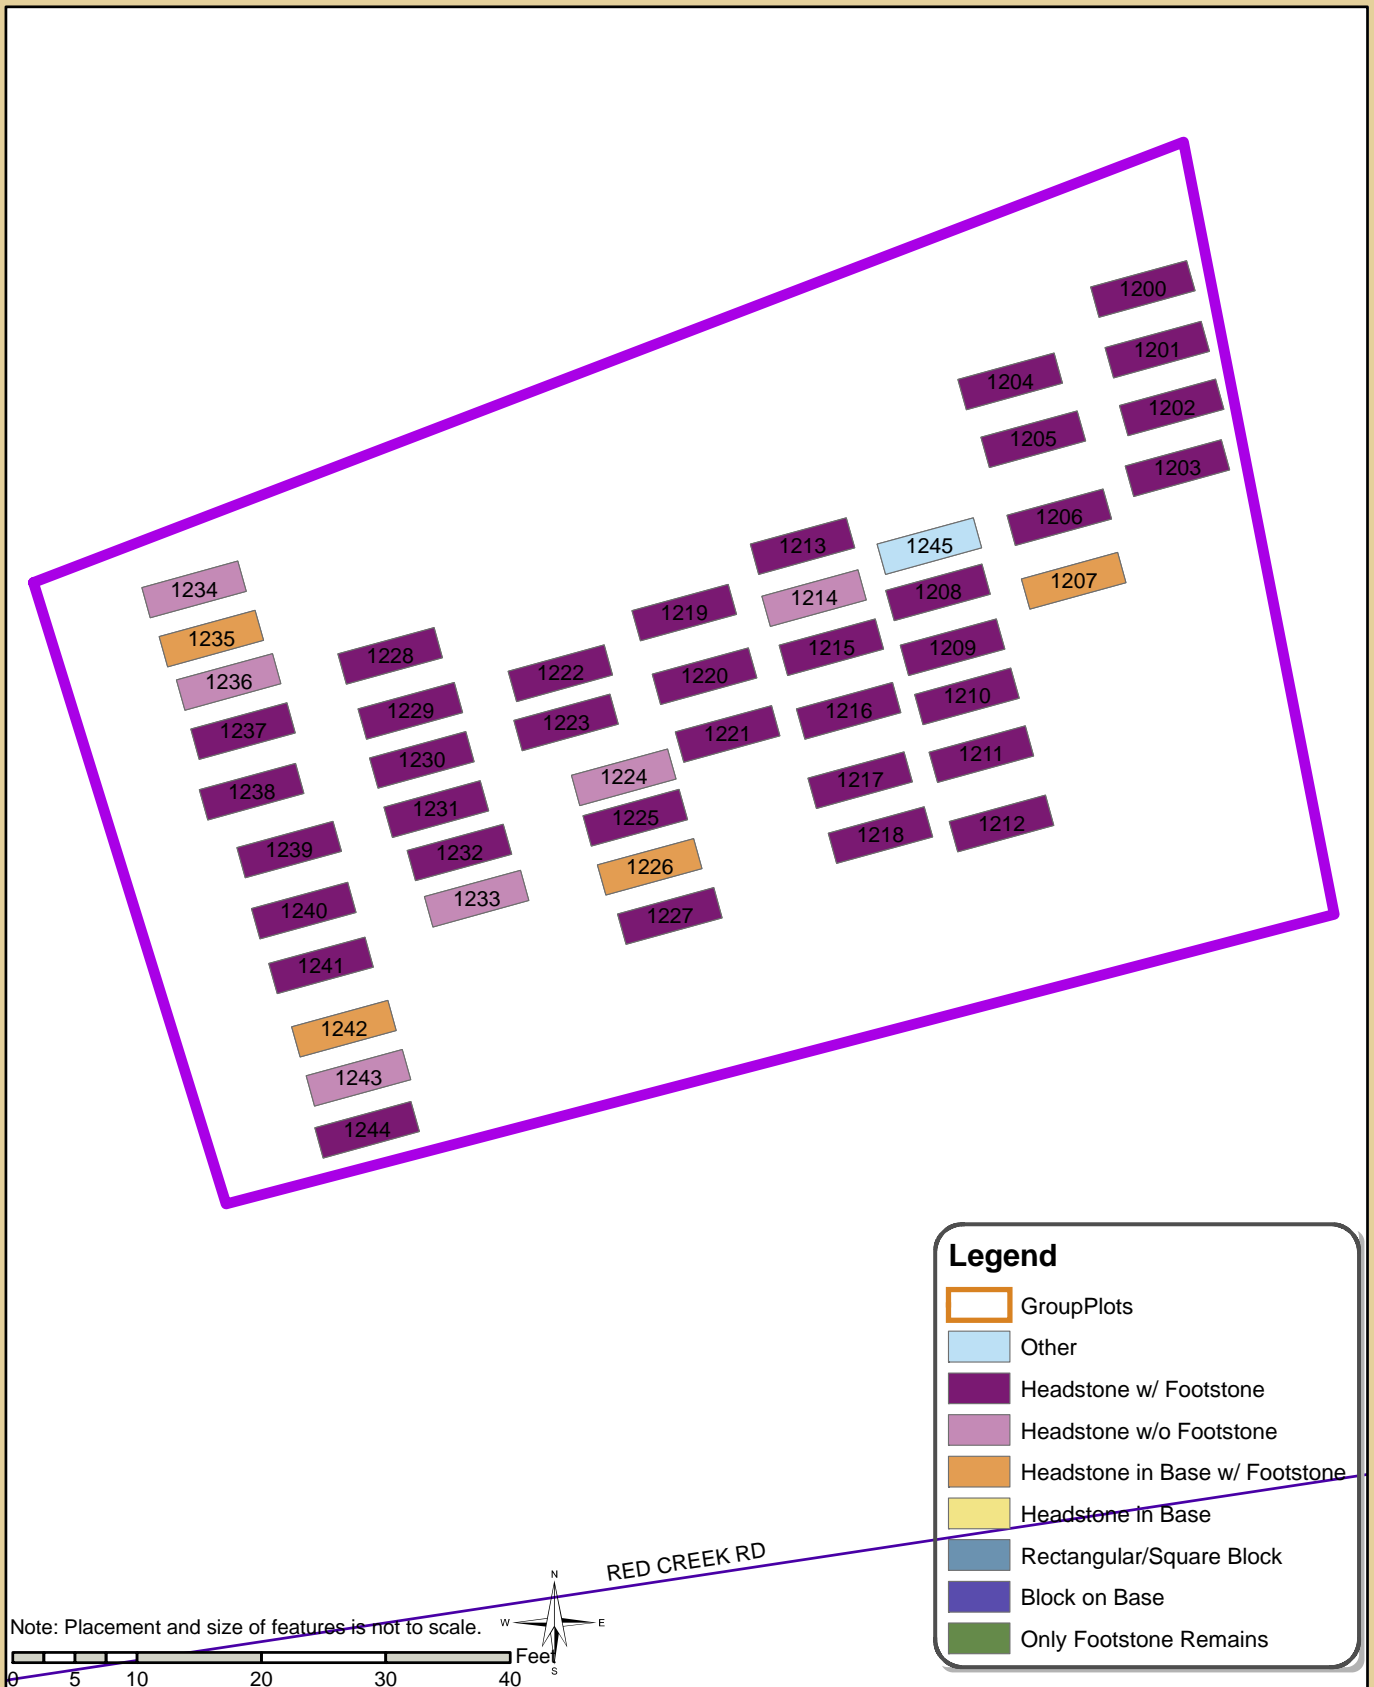 1200
1201
1204
1202
1205
1203
1206
1213
1245
1207
1234
1214
1208
1219
1235
1215
1209
1228
1222
1220
1236
1210
1229
1216
1223
1237
1221
1230
1211
1224
1217
1238
1231
1225
1212
1218
1239
1232
1226
1233
1240
1227
1241
1242
1243
1244
Legend
GroupPlots
Other
Headstone w/ Footstone
Headstone w/o Footstone
Headstone in Base w/ Footstone
Headstone in Base
Rectangular/Square Block
Block on Base
Only Footstone Remains
RED CREEK RD
N
W E
S
Note: Placement and size of features is not to scale.
Feet
0 5 10 20 30 40